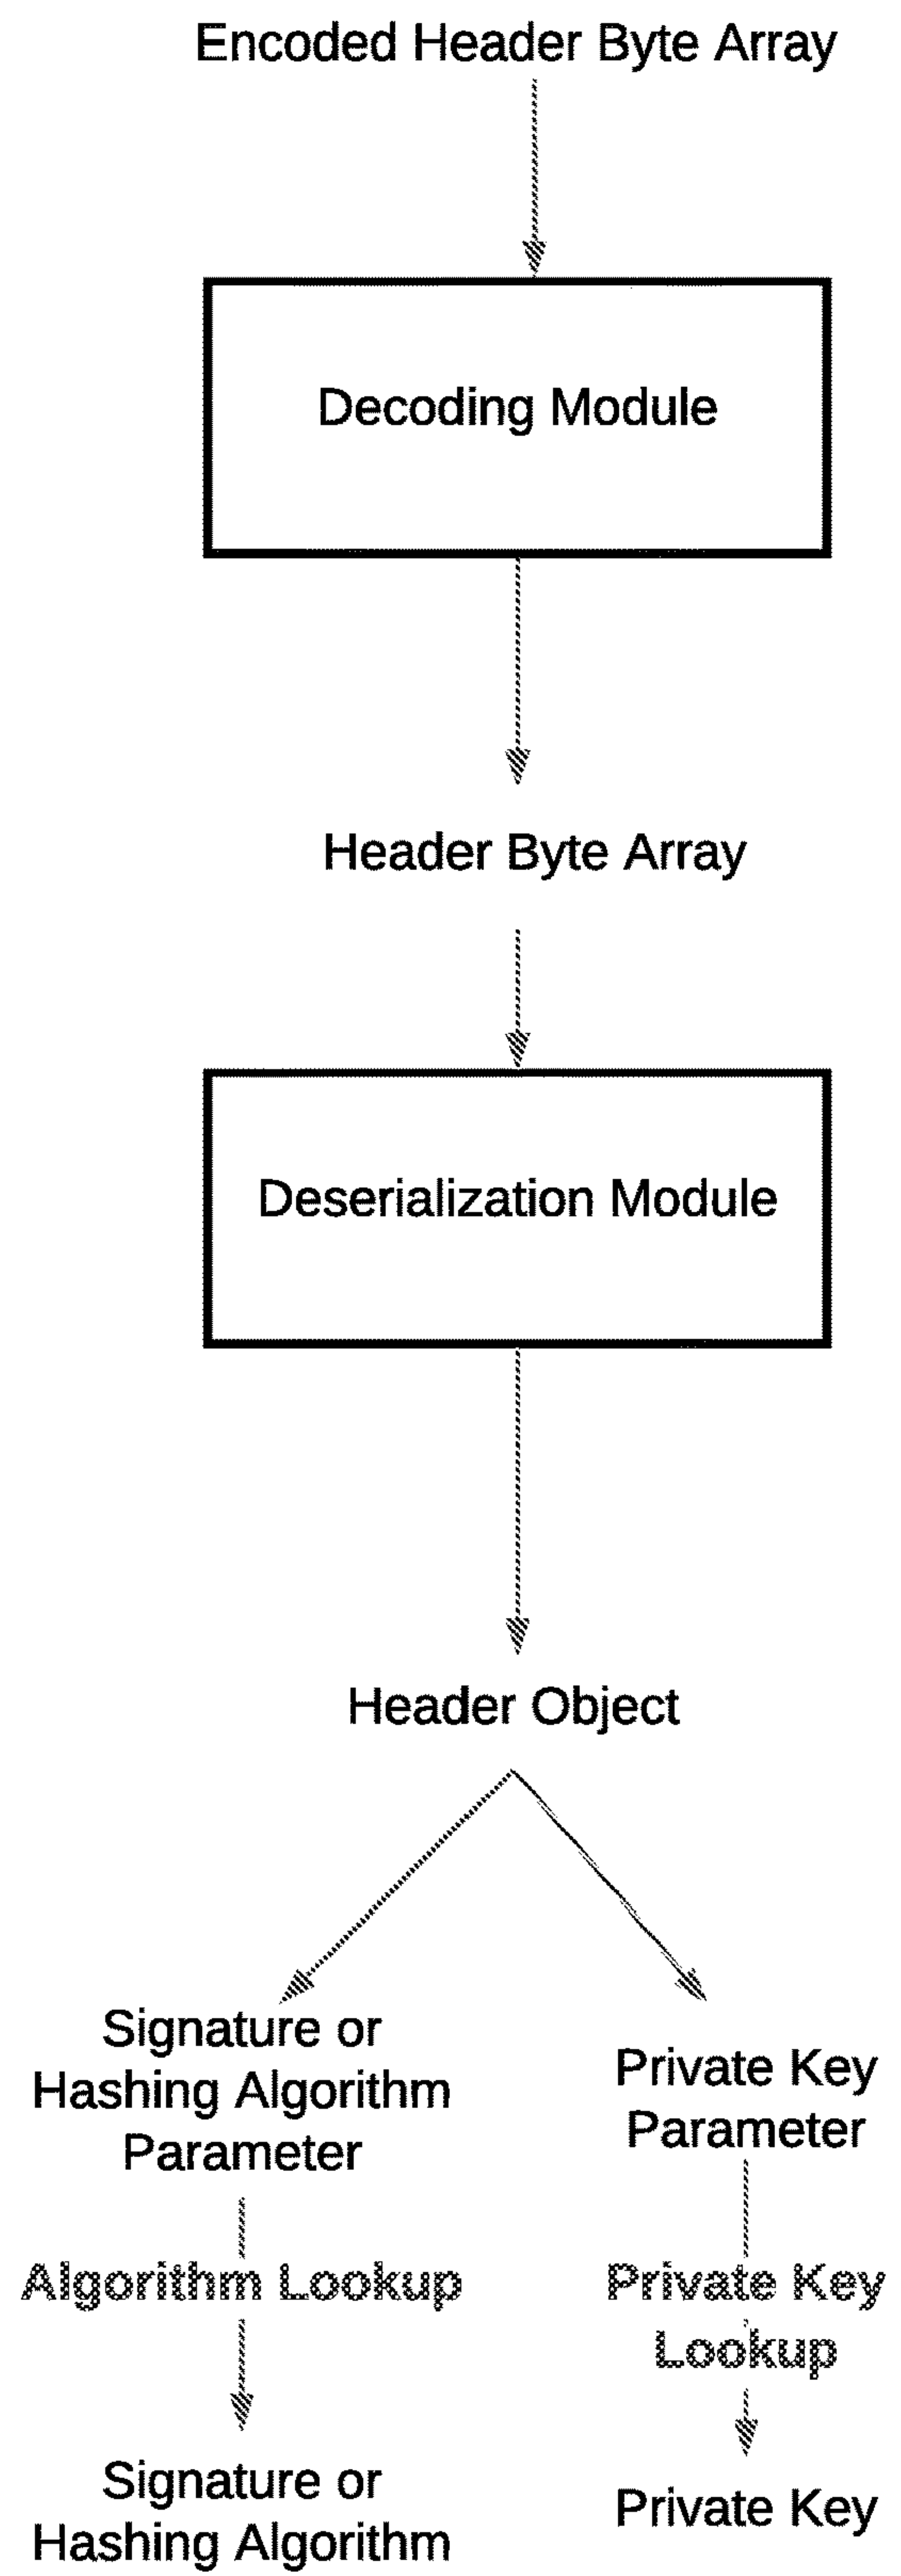 Encoded Header Byte Array
Decoding Module
Header Byte Array
Deserialization Module
Header Object
Signature or
Hashing Algorithm
Parameter
Algorithm Lookup
Signature or
Hashing Algorithm
Private Key
Parameter
Private Key
Lookup
Private Key